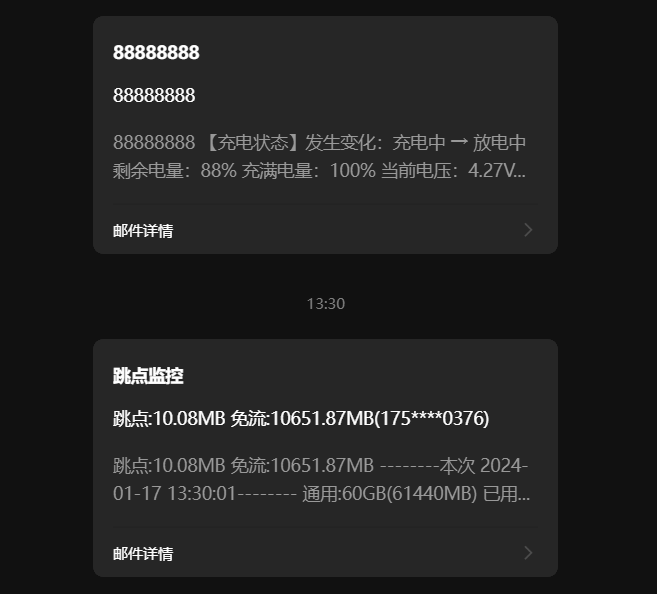 88888888
88888888
88888888 【充电状态】发生变化：充电中 → 放电中
剩余电量：88% 充满电量：100% 当前电压：4.27V...
邮件详情
13:30
跳点监控
跳点:10.08MB 免流:10651.87MB(175****0376)
跳点:10.08MB 免流:10651.87MB --------本次 2024-
01-17 13:30:01-------- 通用:60GB(61440MB) 已用...
邮件详情